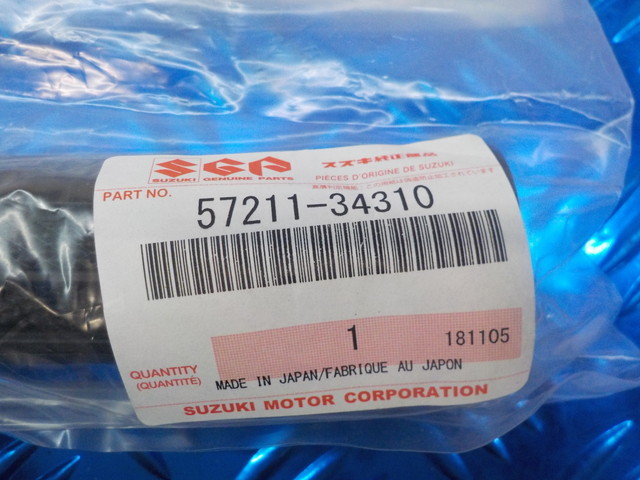 SGP スズキ純正部品
SUZUKI GENUINE PARTS PIÈCES D'ORIGINE DE SUZUKI
PART NO. 57211-34310
1 181105
QUANTITY
(QUANTITÉ)
MADE IN JAPAN/FABRIQUE AU JAPON
SUZUKI MOTOR CORPORATION